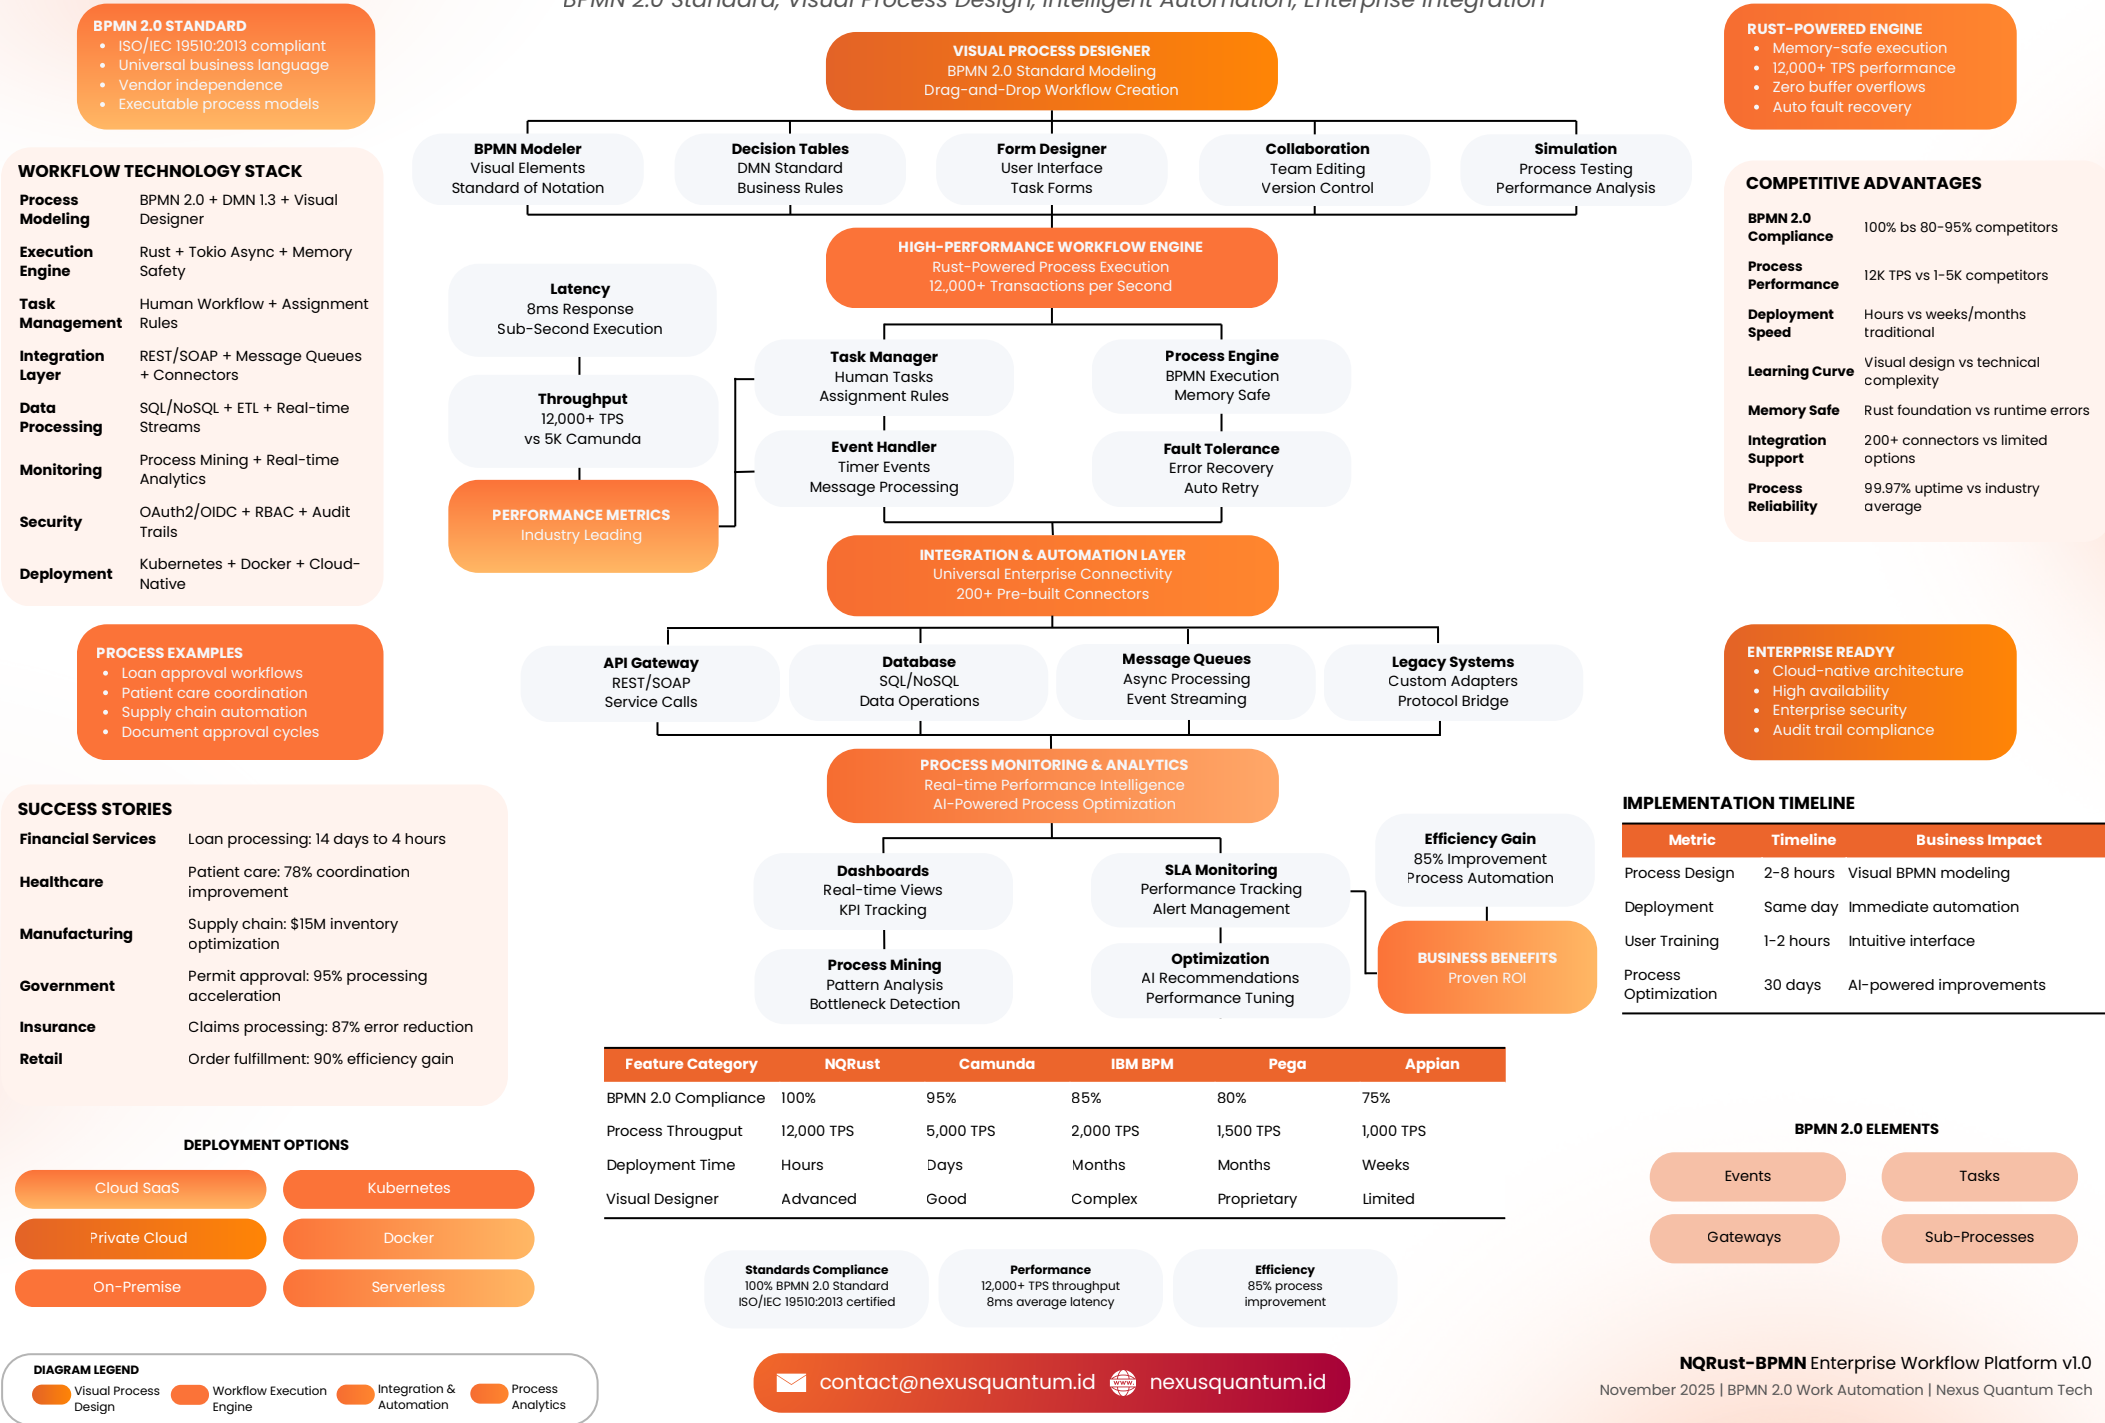 BPMN 2.0 Standard, Visual Process Design, Intelligent Automation, Enterprise Integration
BPMN 2.0 STANDARD
• ISO/IEC 19510:2013 compliant
• Universal business language
• Vendor independence
• Executable process models
VISUAL PROCESS DESIGNER
BPMN 2.0 Standard Modeling
Drag-and-Drop Workflow Creation
RUST-POWERED ENGINE
• Memory-safe execution
• 12,000+ TPS performance
• Zero buffer overflows
• Auto fault recovery
BPMN Modeler
Visual Elements
Standard of Notation
Decision Tables
DMN Standard
Business Rules
Form Designer
User Interface
Task Forms
Collaboration
Team Editing
Version Control
Simulation
Process Testing
Performance Analysis
WORKFLOW TECHNOLOGY STACK
Process Modeling
BPMN 2.0 + DMN 1.3 + Visual
Designer
Execution Engine
Rust + Tokio Async + Memory
Safety
Task Management
Human Workflow + Assignment
Rules
Integration Layer
REST/SOAP + Message Queues
+ Connectors
Data Processing
SQL/NoSQL + ETL + Real-time
Streams
Monitoring
Process Mining + Real-time
Analytics
Security
OAuth2/OIDC + RBAC + Audit
Trails
Deployment
Kubernetes + Docker + Cloud-
Native
HIGH-PERFORMANCE WORKFLOW ENGINE
Rust-Powered Process Execution
12.,000+ Transactions per Second
Latency
8ms Response
Sub-Second Execution
Throughput
12,000+ TPS
vs 5K Camunda
PERFORMANCE METRICS
Industry Leading
Task Manager
Human Tasks
Assignment Rules
Process Engine
BPMN Execution
Memory Safe
Event Handler
Timer Events
Message Processing
Fault Tolerance
Error Recovery
Auto Retry
COMPETITIVE ADVANTAGES
BPMN 2.0
Compliance
100% bs 80-95% competitors
Process
Performance
12K TPS vs 1-5K competitors
Deployment
Speed
Hours vs weeks/months
traditional
Learning Curve
Visual design vs technical
complexity
Memory Safe
Rust foundation vs runtime errors
Integration
Support
200+ connectors vs limited
options
Process
Reliability
99.97% uptime vs industry
average
INTEGRATION & AUTOMATION LAYER
Universal Enterprise Connectivity
200+ Pre-built Connectors
API Gateway
REST/SOAP
Service Calls
Database
SQL/NoSQL
Data Operations
Message Queues
Async Processing
Event Streaming
Legacy Systems
Custom Adapters
Protocol Bridge
PROCESS EXAMPLES
• Loan approval workflows
• Patient care coordination
• Supply chain automation
• Document approval cycles
ENTERPRISE READYY
• Cloud-native architecture
• High availability
• Enterprise security
• Audit trail compliance
PROCESS MONITORING & ANALYTICS
Real-time Performance Intelligence
AI-Powered Process Optimization
Dashboards
Real-time Views
KPI Tracking
SLA Monitoring
Performance Tracking
Alert Management
Process Mining
Pattern Analysis
Bottleneck Detection
Optimization
AI Recommendations
Performance Tuning
Efficiency Gain
85% Improvement
Process Automation
BUSINESS BENEFITS
Proven ROI
SUCCESS STORIES
Financial Services
Loan processing: 14 days to 4 hours
Healthcare
Patient care: 78% coordination
improvement
Manufacturing
Supply chain: $15M inventory
optimization
Government
Permit approval: 95% processing
acceleration
Insurance
Claims processing: 87% error reduction
Retail
Order fulfillment: 90% efficiency gain
IMPLEMENTATION TIMELINE
Metric Timeline Business Impact
Process Design 2-8 hours Visual BPMN modeling
Deployment Same day Immediate automation
User Training 1-2 hours Intuitive interface
Process
Optimization 30 days AI-powered improvements
Feature Category NQRust Camunda IBM BPM Pega Appian
BPMN 2.0 Compliance 100% 95% 85% 80% 75%
Process Througput 12,000 TPS 5,000 TPS 2,000 TPS 1,500 TPS 1,000 TPS
Deployment Time Hours Days Months Months Weeks
Visual Designer Advanced Good Complex Proprietary Limited
DEPLOYMENT OPTIONS
Cloud SaaS
Kubernetes
Private Cloud
Docker
On-Premise
Serverless
BPMN 2.0 ELEMENTS
Events
Tasks
Gateways
Sub-Processes
Standards Compliance
100% BPMN 2.0 Standard
ISO/IEC 19510:2013 certified
Performance
12,000+ TPS throughput
8ms average latency
Efficiency
85% process
improvement
DIAGRAM LEGEND
Visual Process
Design
Workflow Execution
Engine
Integration &
Automation
Process
Analytics
contact@nexusquantum.id
www.
nexusquantum.id
NQRust-BPMN Enterprise Workflow Platform v1.0
November 2025 | BPMN 2.0 Work Automation | Nexus Quantum Tech